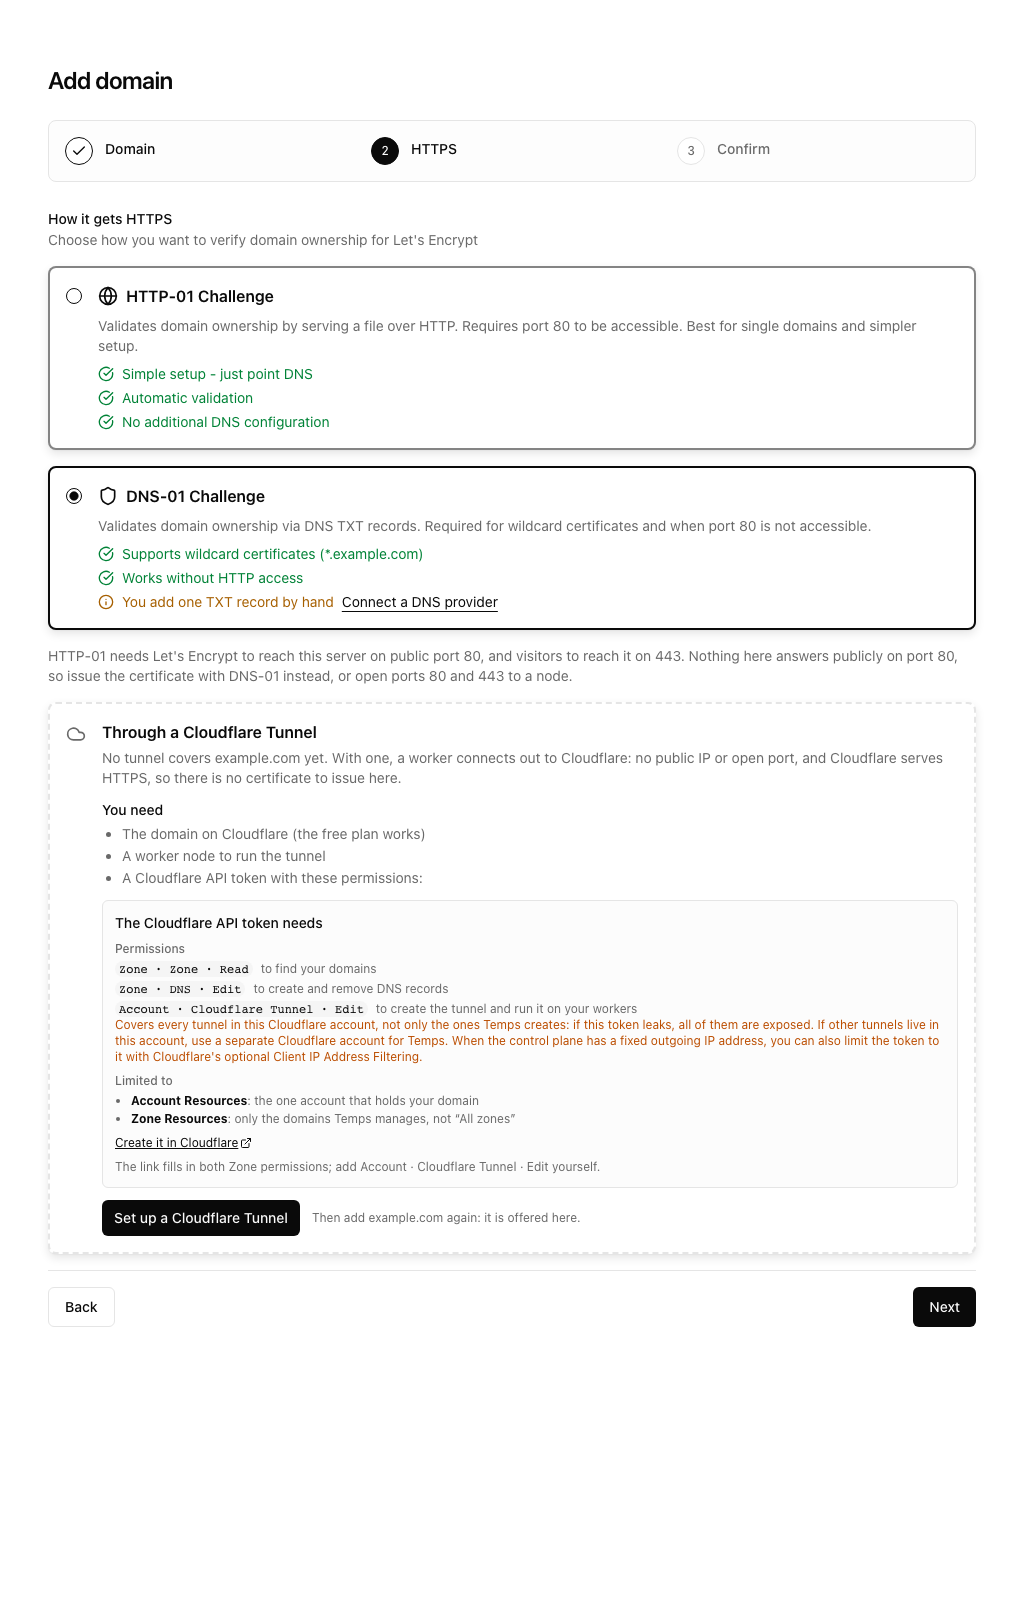 Add domain
Domain
2 HTTPS
3 Confirm
How it gets HTTPS
Choose how you want to verify domain ownership for Let's Encrypt
HTTP-01 Challenge
Validates domain ownership by serving a file over HTTP. Requires port 80 to be accessible. Best for single domains and simpler
setup.
Simple setup - just point DNS
Automatic validation
No additional DNS configuration
DNS-01 Challenge
Validates domain ownership via DNS TXT records. Required for wildcard certificates and when port 80 is not accessible.
Supports wildcard certificates (*.example.com)
Works without HTTP access
You add one TXT record by hand Connect a DNS provider
HTTP-01 needs Let's Encrypt to reach this server on public port 80, and visitors to reach it on 443. Nothing here answers publicly on port 80,
so issue the certificate with DNS-01 instead, or open ports 80 and 443 to a node.
Through a Cloudflare Tunnel
No tunnel covers example.com yet. With one, a worker connects out to Cloudflare: no public IP or open port, and Cloudflare serves
HTTPS, so there is no certificate to issue here.
You need
• The domain on Cloudflare (the free plan works)
• A worker node to run the tunnel
• A Cloudflare API token with these permissions:
The Cloudflare API token needs
Permissions
Zone · Zone · Read to find your domains
Zone · DNS · Edit to create and remove DNS records
Account · Cloudflare Tunnel · Edit to create the tunnel and run it on your workers
Covers every tunnel in this Cloudflare account, not only the ones Temps creates: if this token leaks, all of them are exposed. If other tunnels live in
this account, use a separate Cloudflare account for Temps. When the control plane has a fixed outgoing IP address, you can also limit the token to
it with Cloudflare's optional Client IP Address Filtering.
Limited to
• Account Resources: the one account that holds your domain
• Zone Resources: only the domains Temps manages, not “All zones”
Create it in Cloudflare
The link fills in both Zone permissions; add Account · Cloudflare Tunnel · Edit yourself.
Set up a Cloudflare Tunnel Then add example.com again: it is offered here.
Back
Next